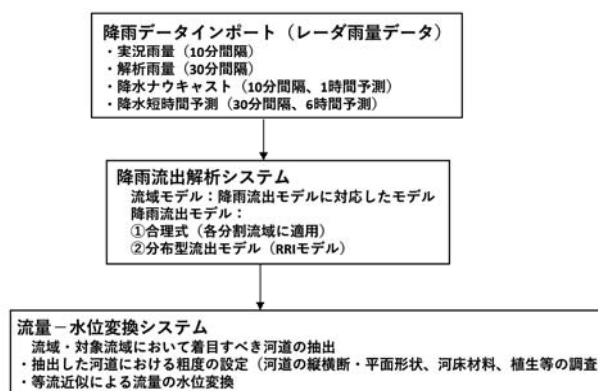 降雨データインポート（レーダ雨量データ）
・実況雨量（10分間隔）
・解析雨量（30分間隔）
・降水ナウキャスト（10分間隔、1時間予測）
・降水短時間予測（30分間隔、6時間予測）
降雨流出解析システム
流域モデル：降雨流出モデルに対応したモデル
降雨流出モデル：
①合理式（各分割流域に適用）
②分布型流出モデル（RRIモデル）
流量－水位変換システム
流域・対象流域において着目すべき河道の抽出
・抽出した河道における粗度の設定（河道の縦横断・平面形状、河床材料、植生等の調査
・等流近似による流量の水位変換